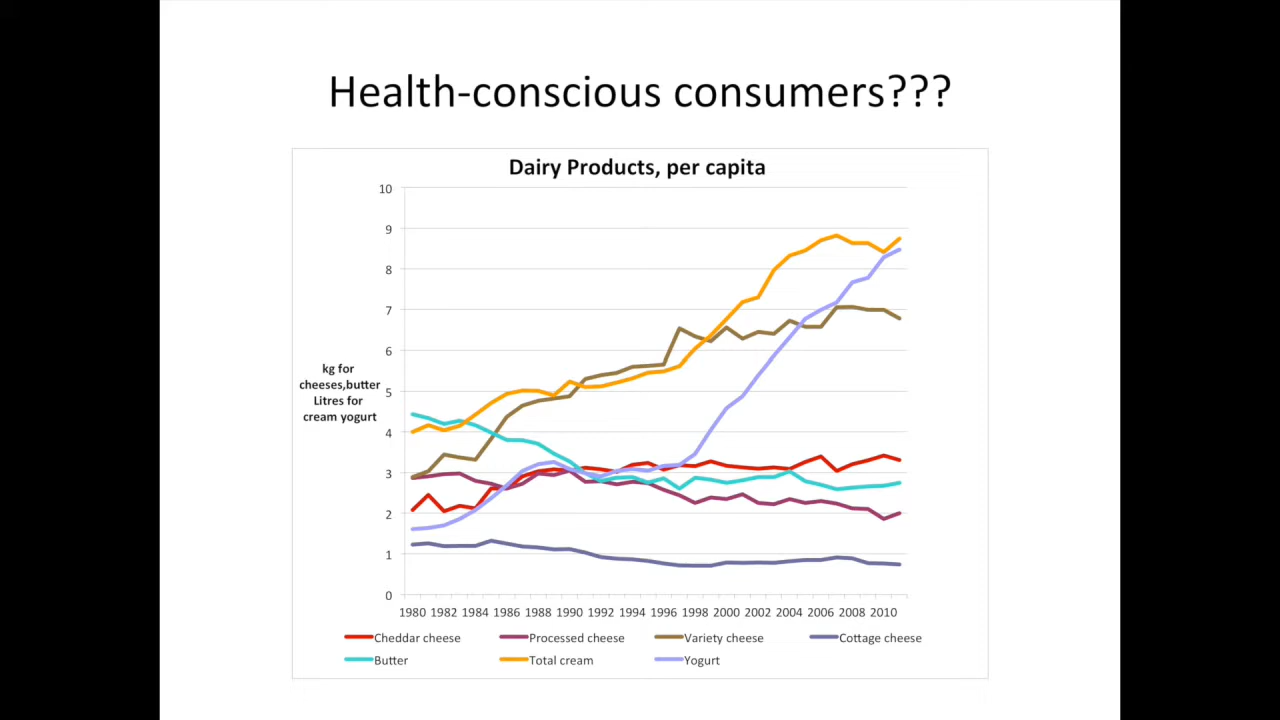 Health-conscious consumers???
Dairy Products, per capita
10
9
8
7
6
5
4
3
2
1
0
kg for
cheeses,butter
Litres for
cream yogurt
1980 1982 1984 1986 1988 1990 1992 1994 1996 1998 2000 2002 2004 2006 2008 2010
Cheddar cheese Processed cheese Variety cheese Cottage cheese
Butter Total cream Yogurt